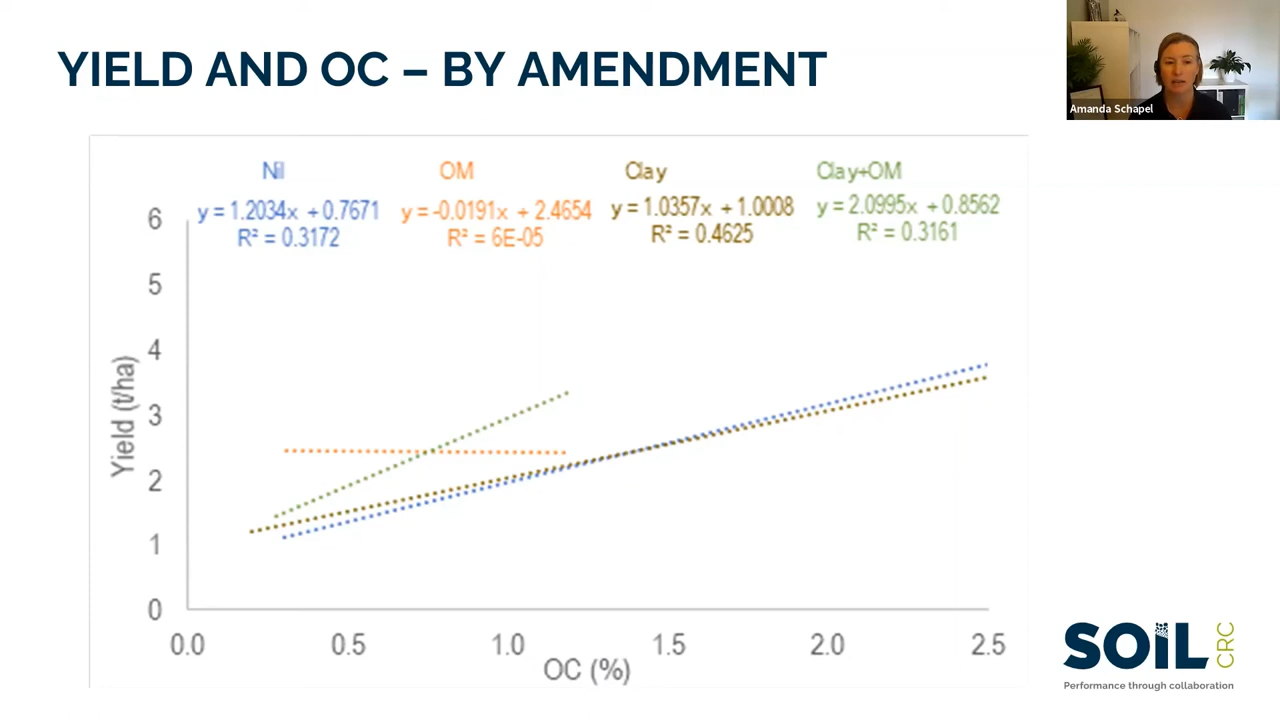 YIELD AND OC – BY AMENDMENT
Amanda Schapel
Nil
y = 1.2034x + 0.7671
R² = 0.3172
OM
y = -0.0191x + 2.4654
R² = 6E-05
Clay
y = 1.0357x + 1.0008
R² = 0.4625
Clay+OM
y = 2.0995x + 0.8562
R² = 0.3161
Yield (t/ha)
6
5
4
3
2
1
0
0.0 0.5 1.0 1.5 2.0 2.5
OC (%)
SOIL CRC
Performance through collaboration